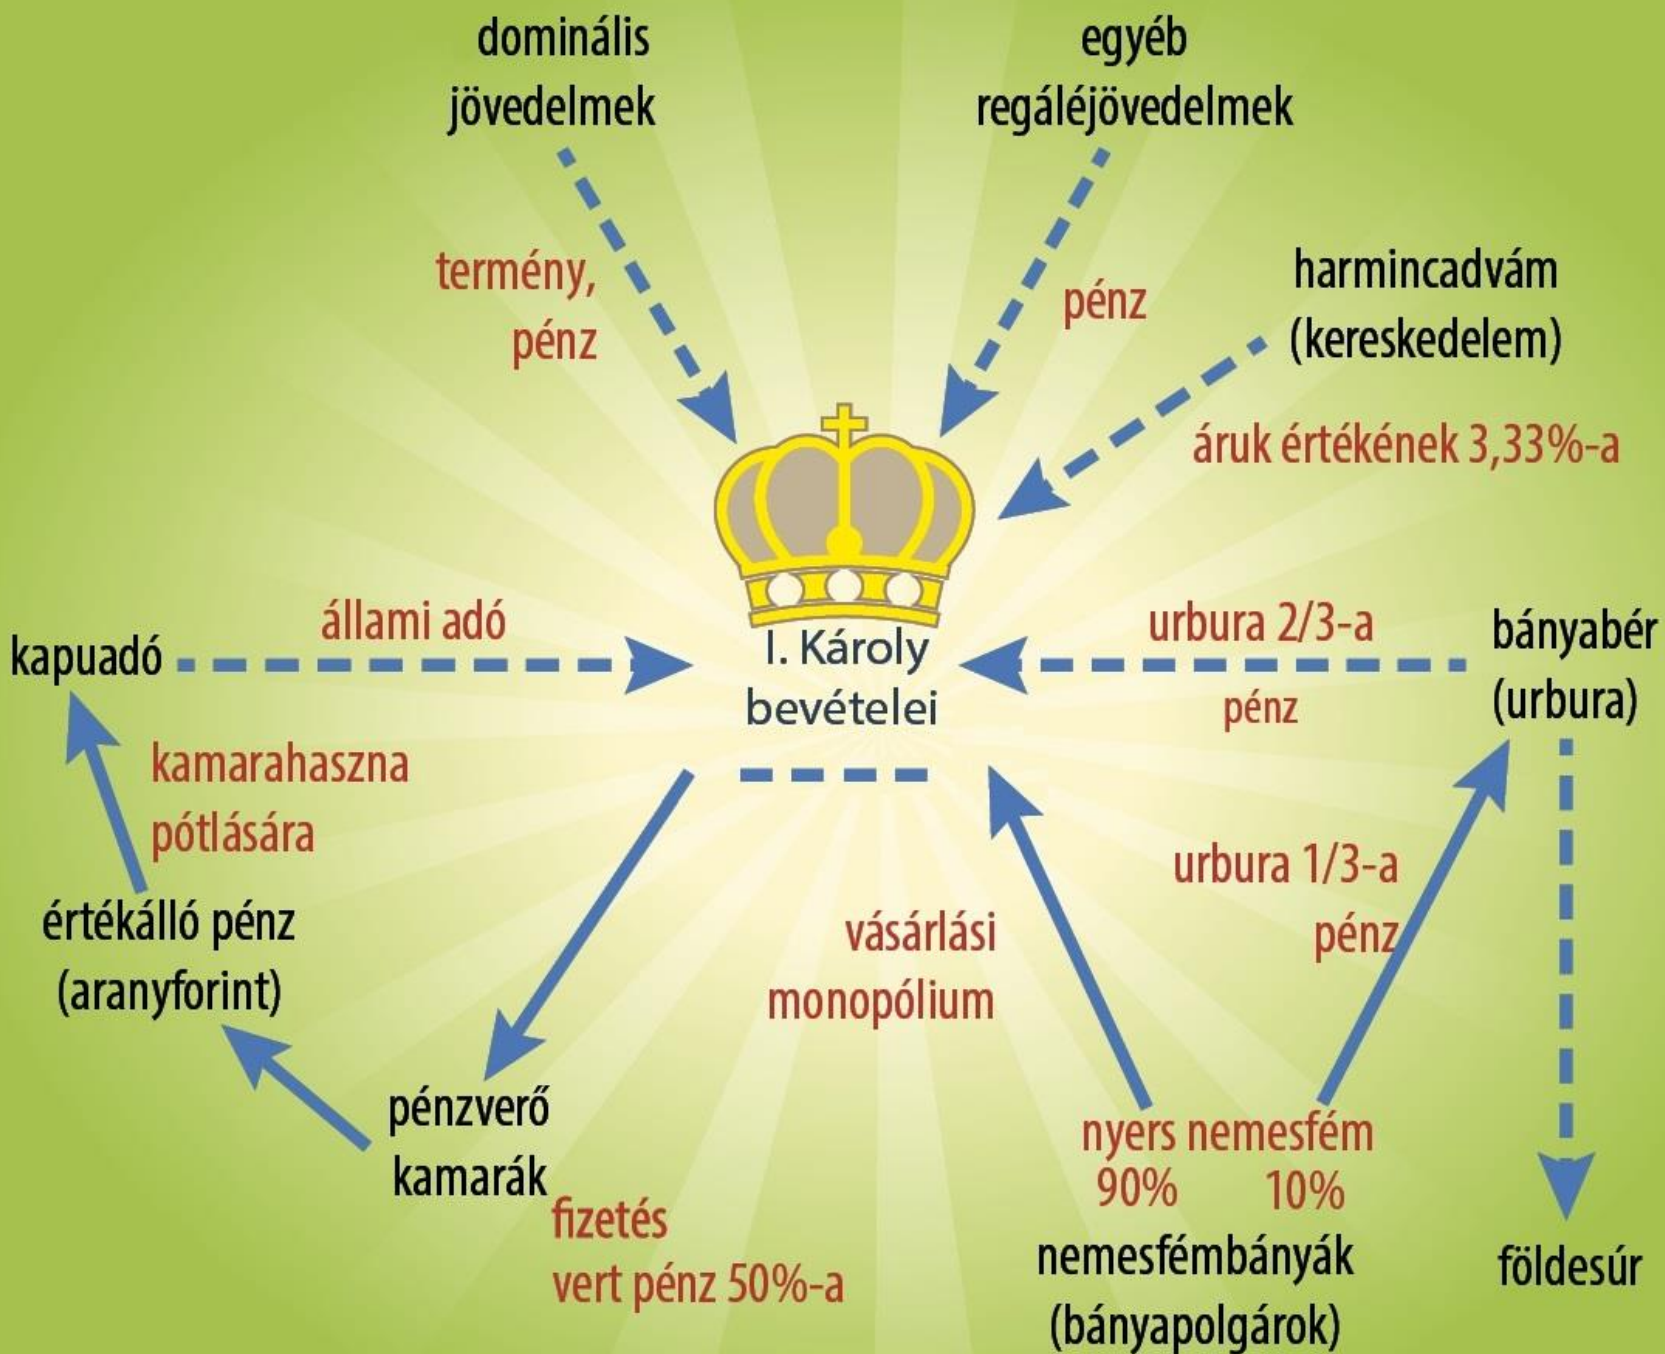 dominális
jövedelmek
egyéb
regáléjövedelmek
termény,
pénz
pénz
harmincadvám
(kereskedelem)
áruk értékének 3,33%-a
kapuadó
állami adó
I. Károly
bevételei
urbura 2/3-a
pénz
bányabér
(urbura)
kamarahaszna
pótlására
értékálló pénz
(aranyforint)
vásárlási
monopólium
urbura 1/3-a
pénz
pénzverő
kamarák
fizetés
vert pénz 50%-a
nyers nemesfém
90% 10%
nemesfémbányák
(bányapolgárok)
földesúr